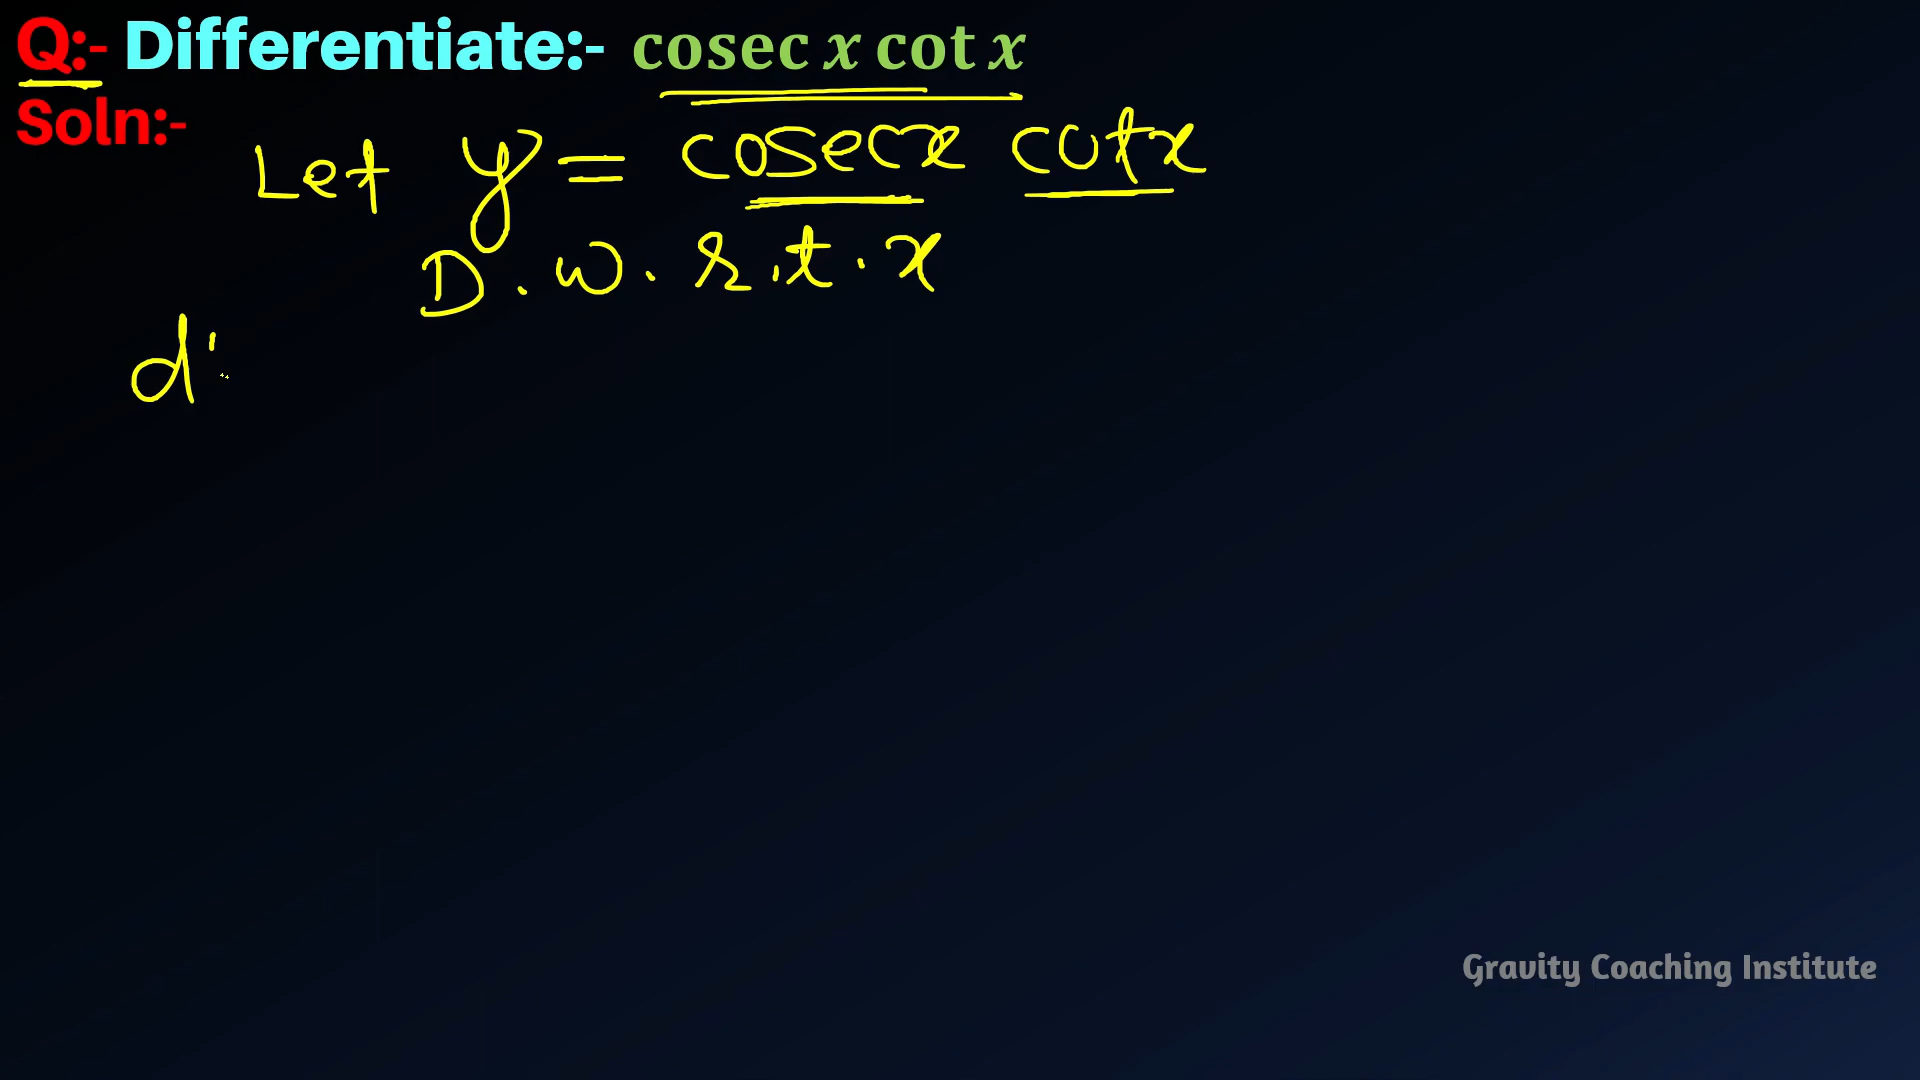 Q:- Differentiate:- cosec x cot x
Soln:-
Let y = cosecx cotx
D. w. r. t. x
d
Gravity Coaching Institute